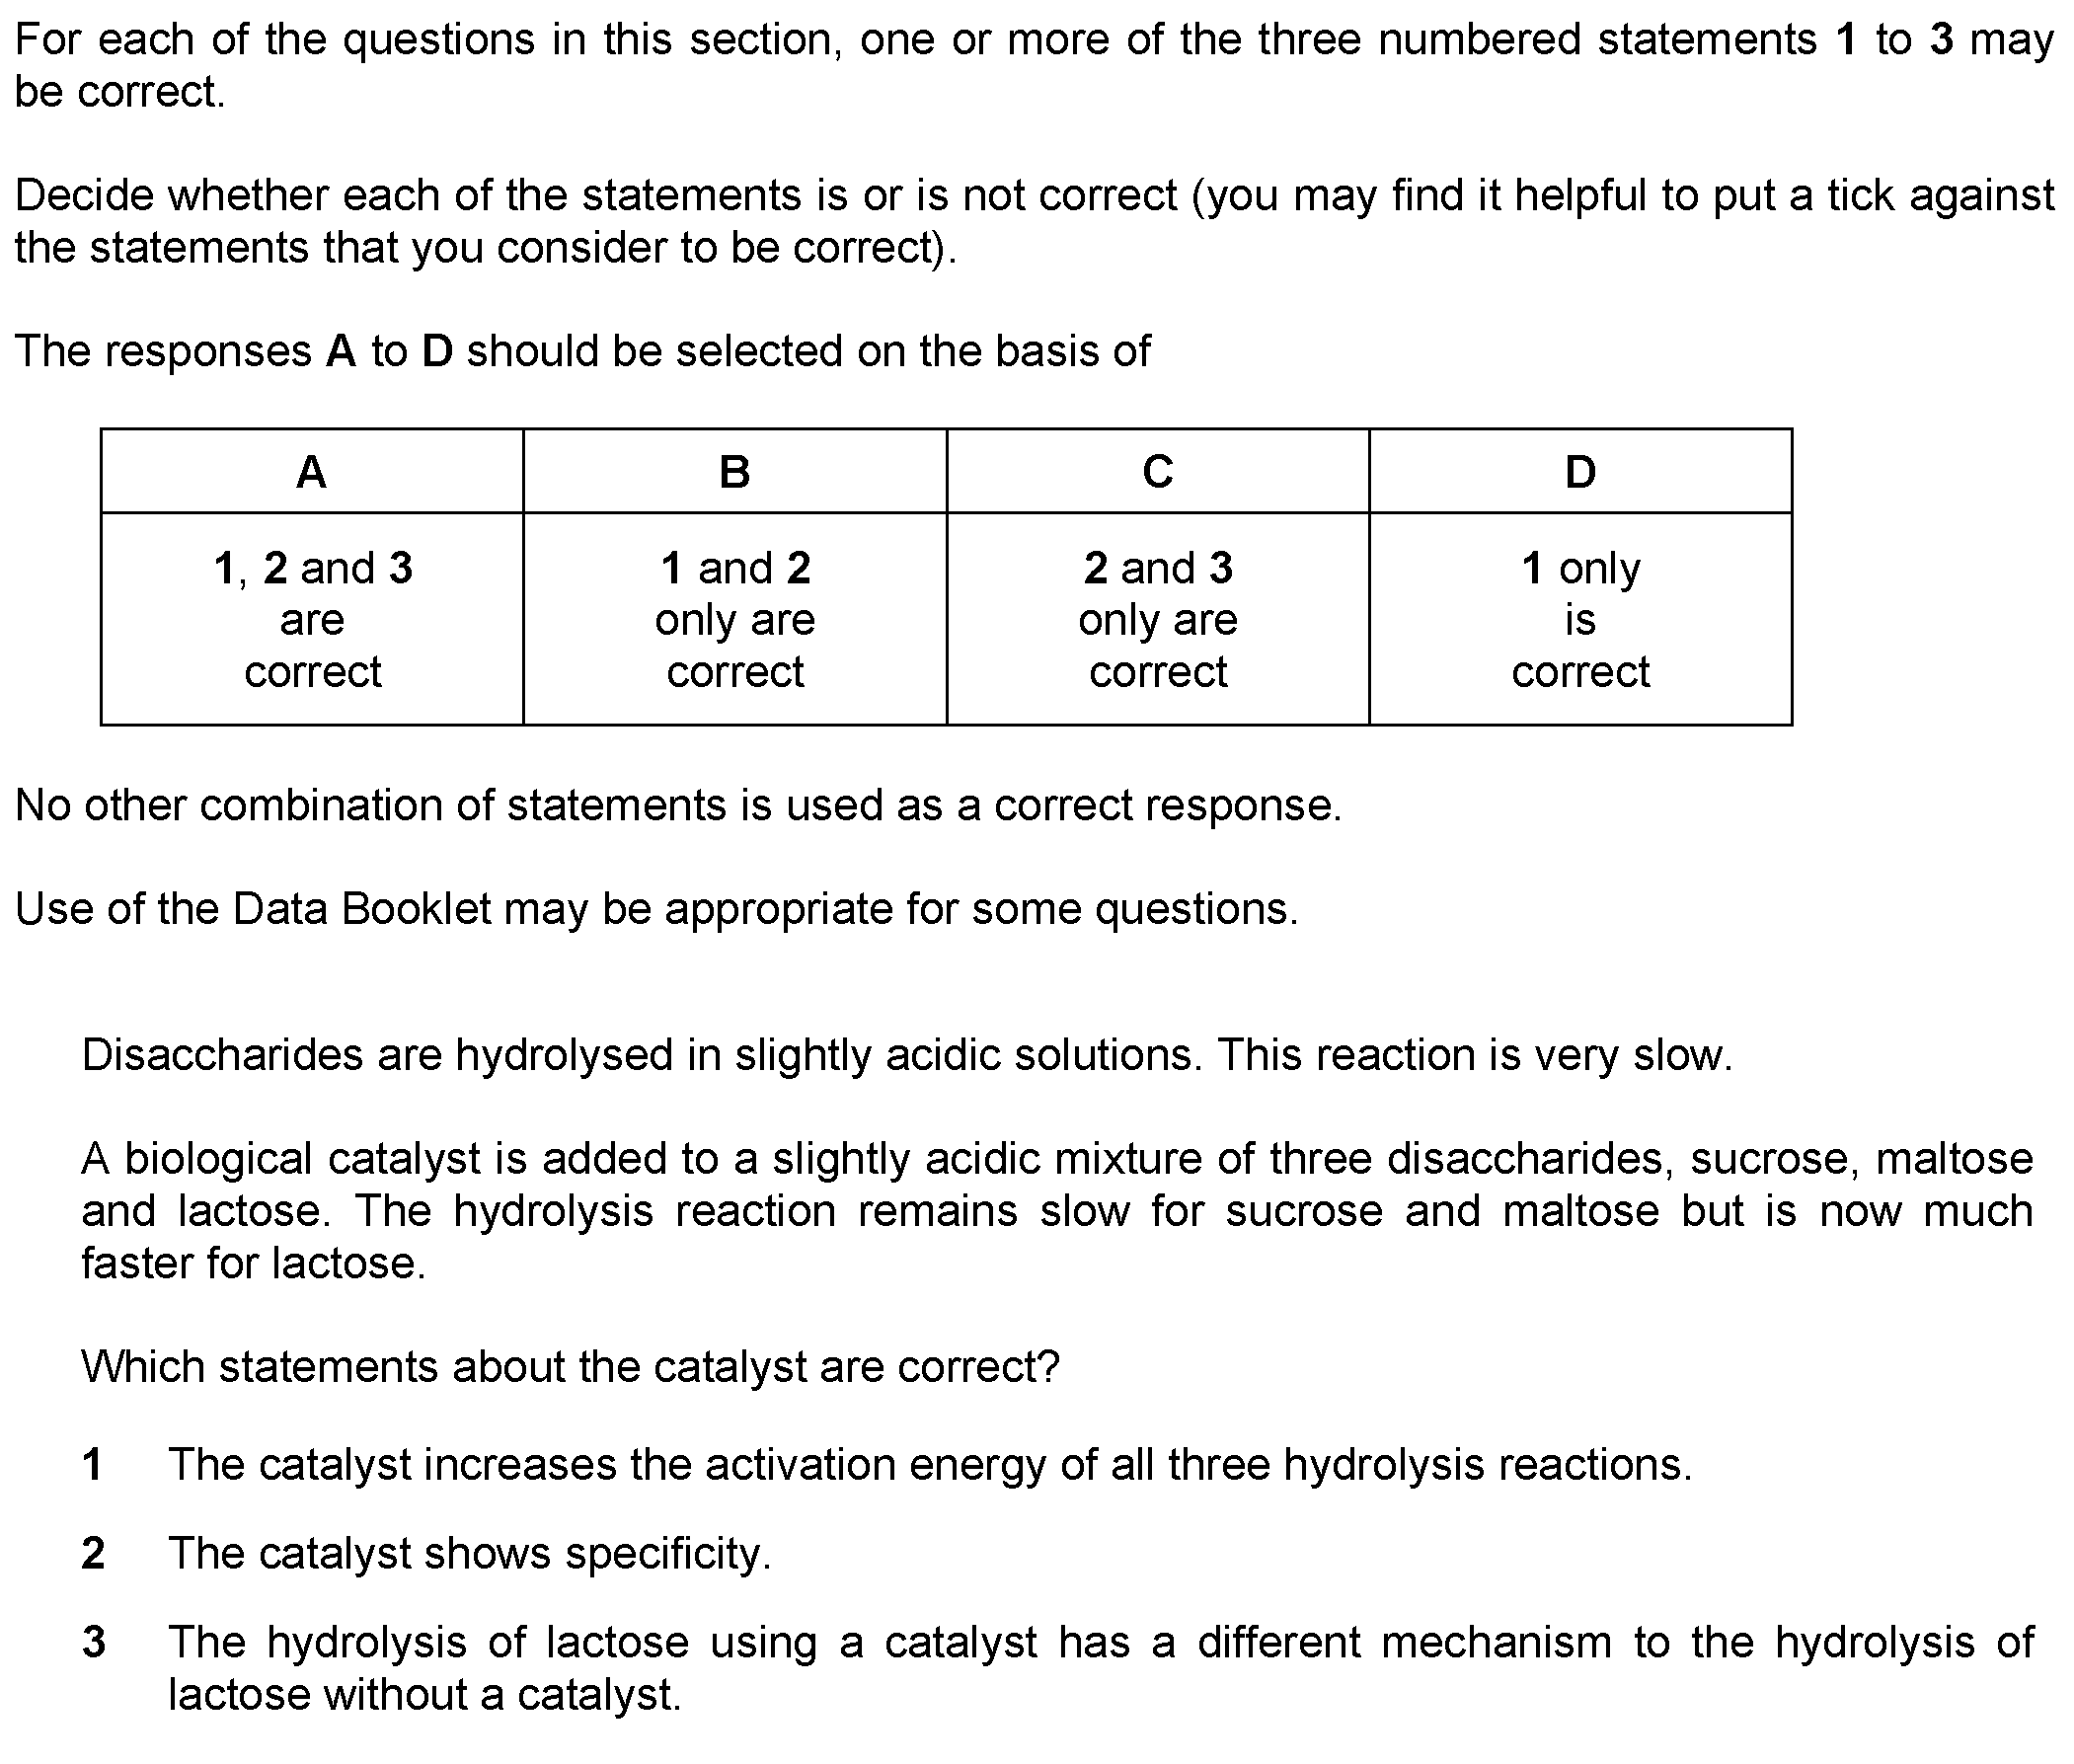 For each of the questions in this section, one or more of the three numbered statements 1 to 3 may
be correct.
Decide whether each of the statements is or is not correct (you may find it helpful to put a tick against
the statements that you consider to be correct).
The responses A to D should be selected on the basis of
A B C D
1, 2 and 3 1 and 2 2 and 3 1 only
are only are only are is
correct correct correct correct
No other combination of statements is used as a correct response.
Use of the Data Booklet may be appropriate for some questions.
Disaccharides are hydrolysed in slightly acidic solutions. This reaction is very slow.
A biological catalyst is added to a slightly acidic mixture of three disaccharides, sucrose, maltose
and lactose. The hydrolysis reaction remains slow for sucrose and maltose but is now much
faster for lactose.
Which statements about the catalyst are correct?
1 The catalyst increases the activation energy of all three hydrolysis reactions.
2 The catalyst shows specificity.
3 The hydrolysis of lactose using a catalyst has a different mechanism to the hydrolysis of
lactose without a catalyst.